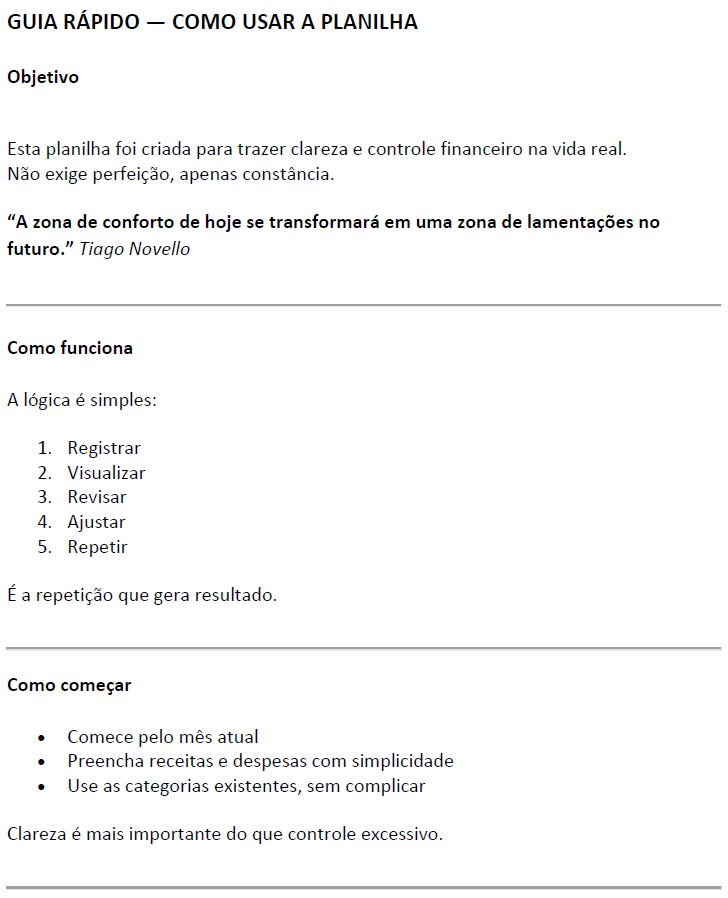 GUIA RÁPIDO — COMO USAR A PLANILHA
Objetivo
Esta planilha foi criada para trazer clareza e controle financeiro na vida real.
Não exige perfeição, apenas constância.
“A zona de conforto de hoje se transformará em uma zona de lamentações no
futuro.” Tiago Novello
Como funciona
A lógica é simples:
1. Registrar
2. Visualizar
3. Revisar
4. Ajustar
5. Repetir
É a repetição que gera resultado.
Como começar
• Comece pelo mês atual
• Preencha receitas e despesas com simplicidade
• Use as categorias existentes, sem complicar
Clareza é mais importante do que controle excessivo.